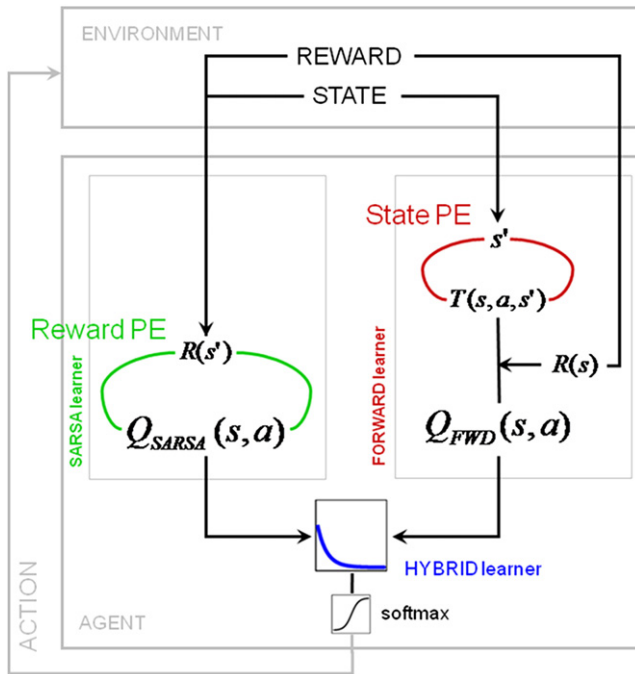 ENVIRONMENT
REWARD
STATE
State PE
s'
T(s,a,s')
Reward PE
R(s')
R(s)
SARSA learner
FORWARD learner
Q_SARSA(s,a)
Q_FWD(s,a)
HYBRID learner
softmax
AGENT
ACTION